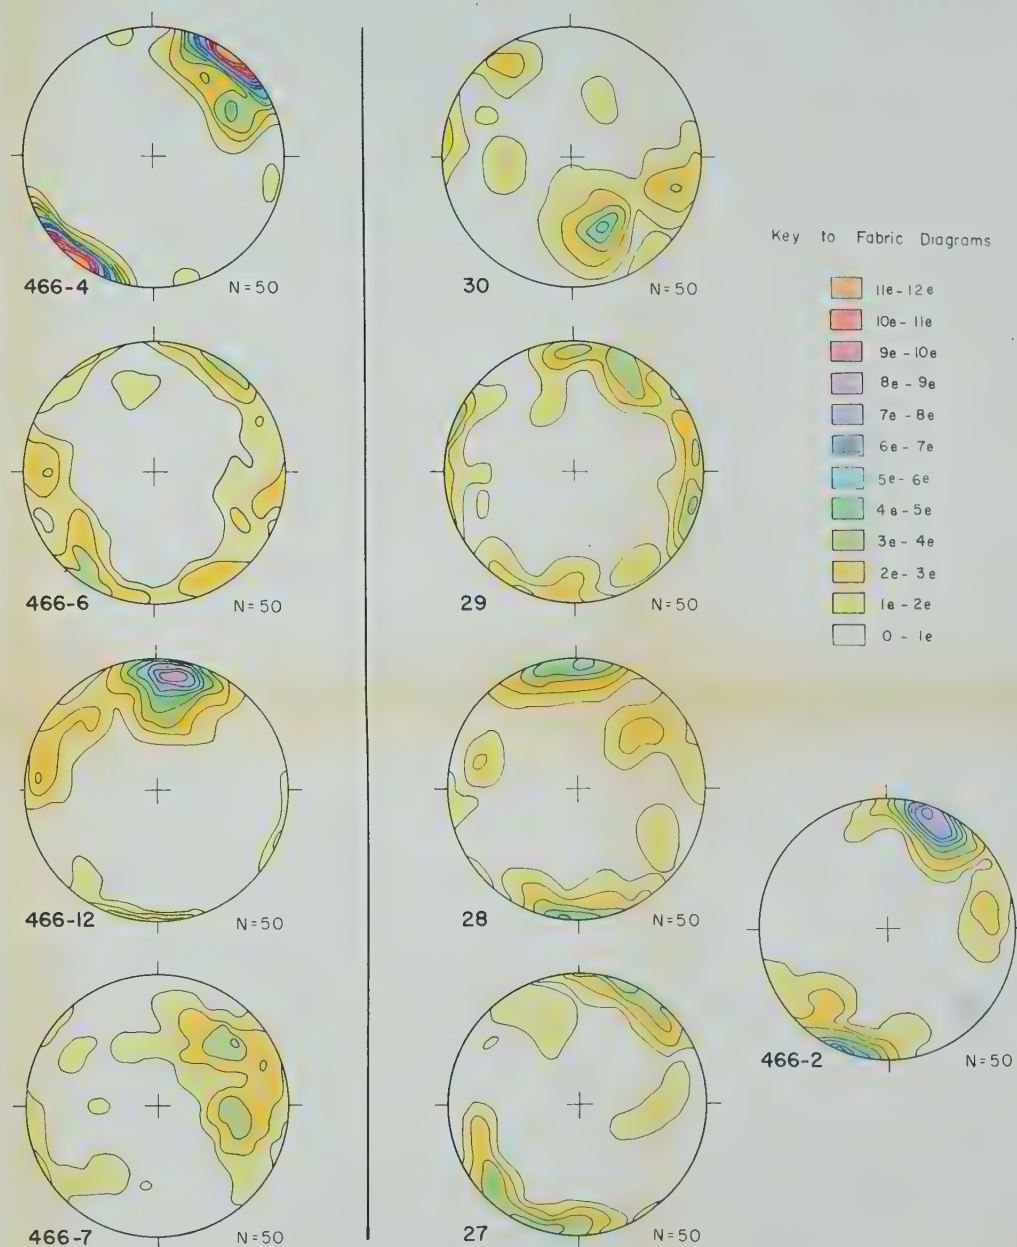 466-4 N=50
30 N=50
Key to Fabric Diagrams
11e-12e
10e-11e
9e-10e
8e-9e
7e-8e
6e-7e
5e-6e
4e-5e
3e-4e
2e-3e
1e-2e
0-1e
466-6 N=50
29 N=50
466-12 N=50
28 N=50
466-2 N=50
466-7 N=50
27 N=50